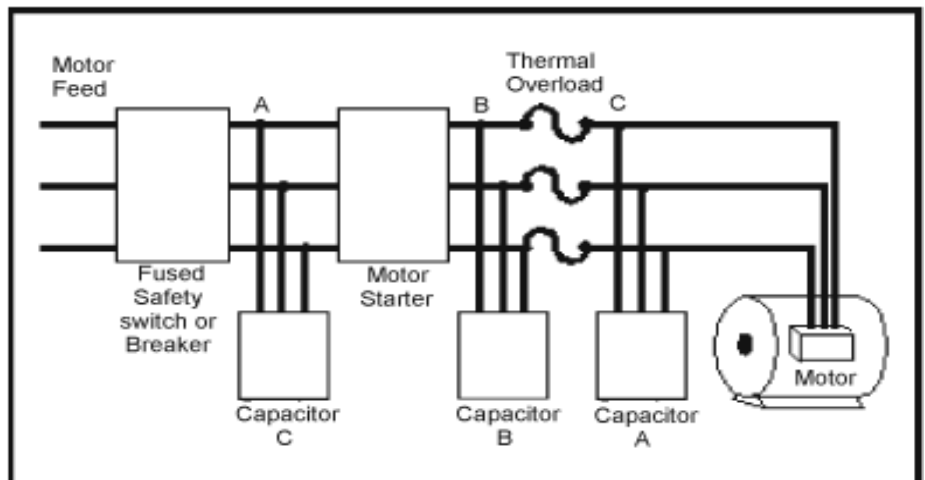 Motor
Feed
Thermal
Overload
A
B
C
Fused
Safety
switch or
Breaker
Motor
Starter
Motor
Capacitor
C
Capacitor
B
Capacitor
A